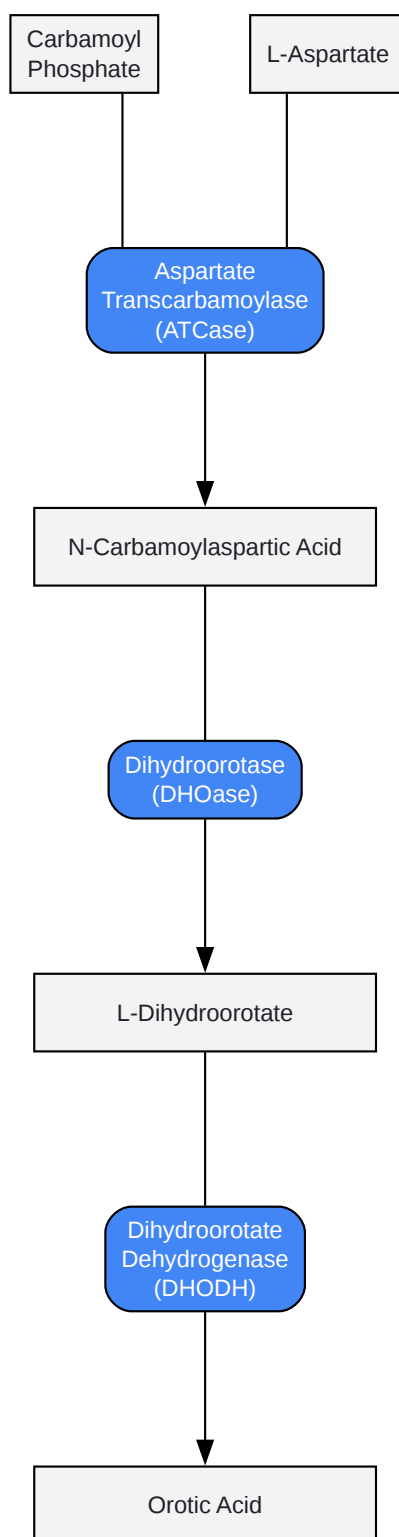 Carbamoyl
Phosphate
L-Aspartate
Aspartate
Transcarbamoylase
(ATCase)
N-Carbamoylaspartic Acid
Dihydroorotase
(DHOase)
L-Dihydroorotate
Dihydroorotate
Dehydrogenase
(DHODH)
Orotic Acid